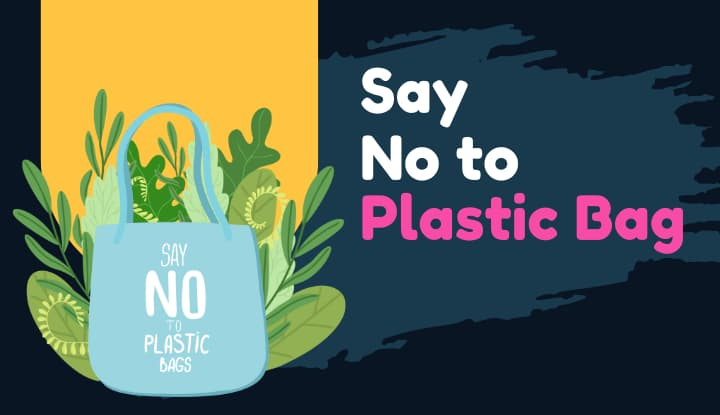 Say
No to
Plastic Bag
SAY
NO
TO
PLASTIC
BAGS